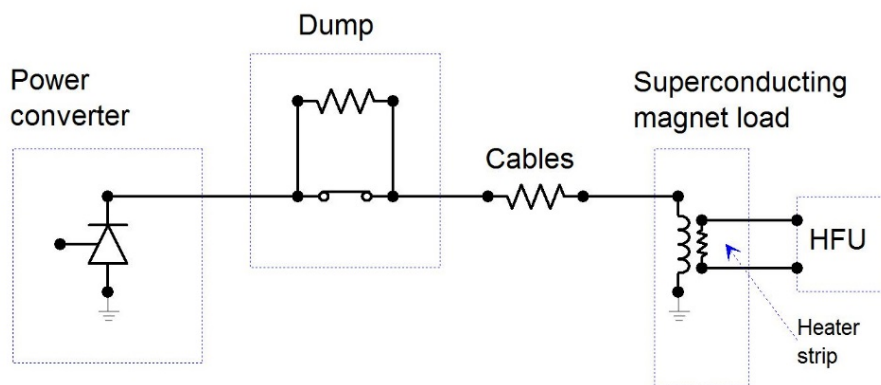 Dump
Power
converter
Superconducting
magnet load
Cables
HFU
Heater
strip